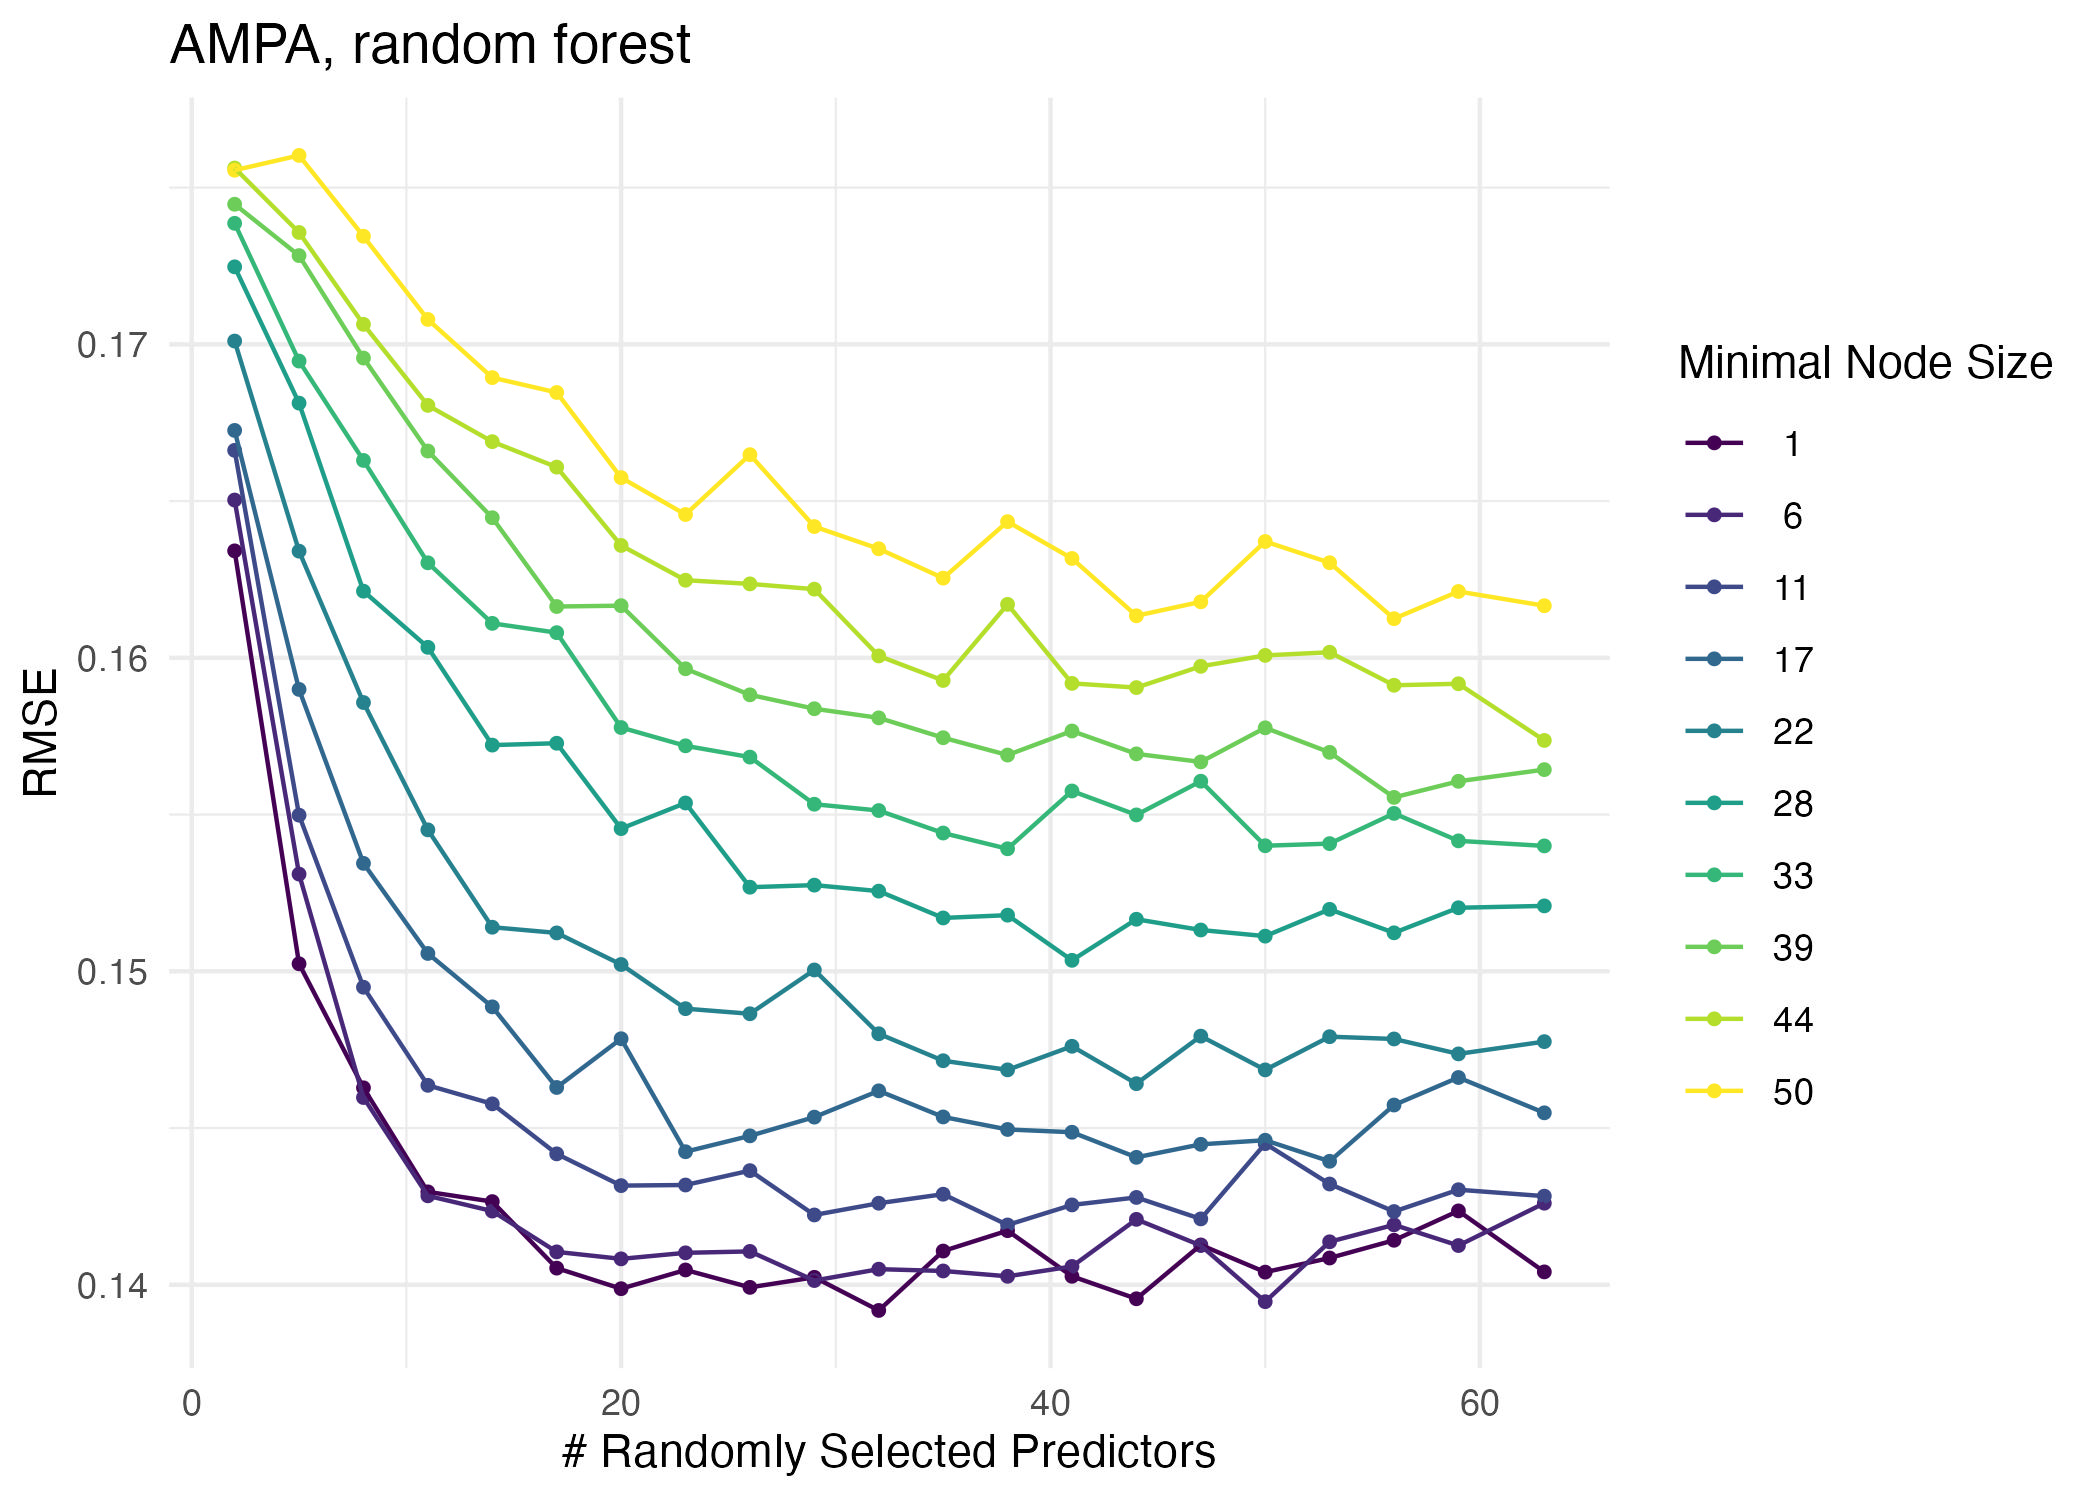 AMPA, random forest
RMSE
0.17
0.16
0.15
0.14
0 20 40 60
# Randomly Selected Predictors
Minimal Node Size
1
6
11
17
22
28
33
39
44
50